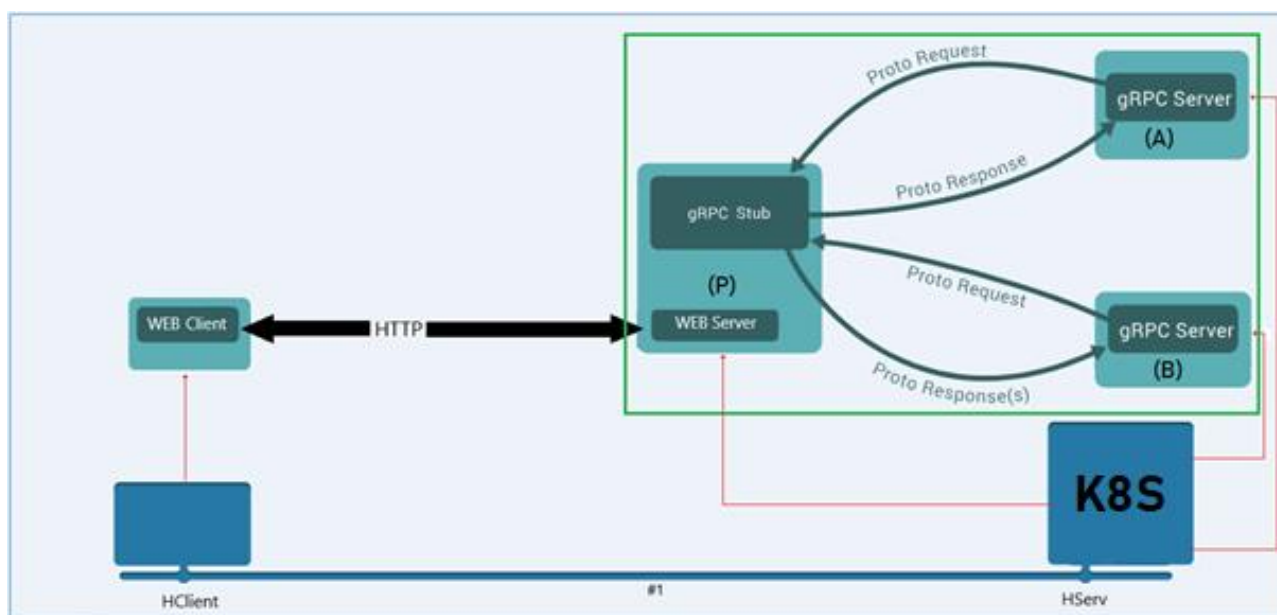 Proto Request
gRPC Server
(A)
Proto Response
gRPC Stub
Proto Request
(P)
WEB Client
HTTP
WEB Server
gRPC Server
(B)
Proto Response(s)
K8S
HClient
#1
HServ